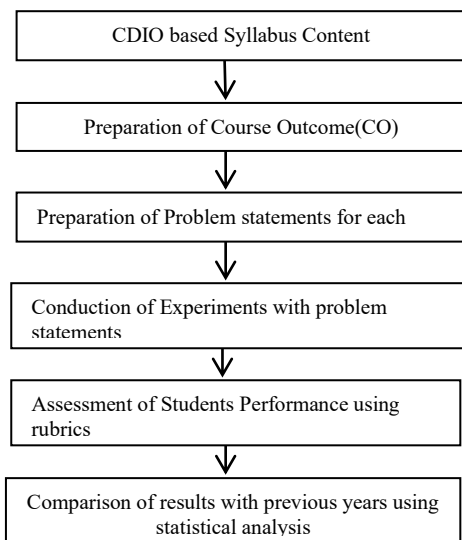 CDIO based Syllabus Content
Preparation of Course Outcome(CO)
Preparation of Problem statements for each
Conduction of Experiments with problem
statements
Assessment of Students Performance using
rubrics
Comparison of results with previous years using
statistical analysis